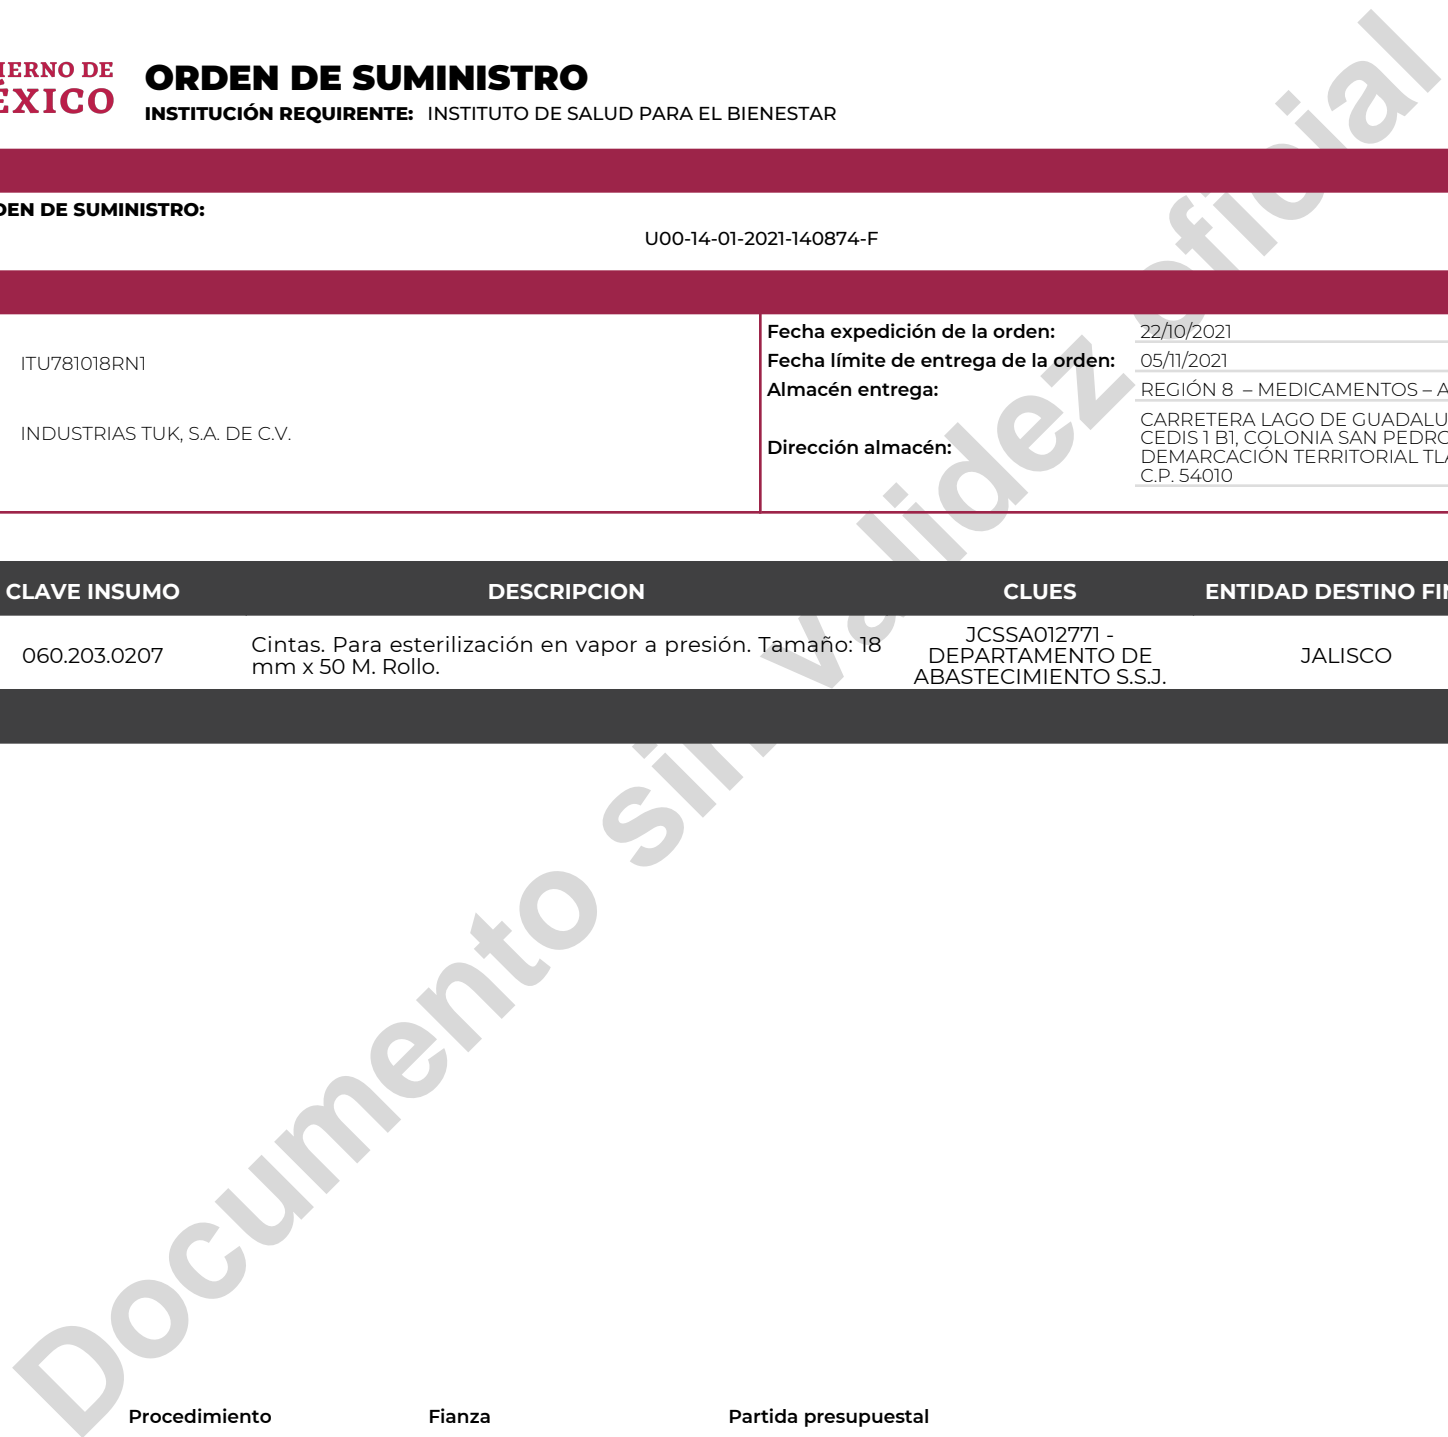 IERNO DE
ÉXICO
ORDEN DE SUMINISTRO
INSTITUCIÓN REQUIRENTE: INSTITUTO DE SALUD PARA EL BIENESTAR
DEN DE SUMINISTRO:
U00-14-01-2021-140874-F
ITU781018RN1
INDUSTRIAS TUK, S.A. DE C.V.
Fecha expedición de la orden: 22/10/2021
Fecha límite de entrega de la orden: 05/11/2021
Almacén entrega: REGIÓN 8 – MEDICAMENTOS – A
Dirección almacén:
CARRETERA LAGO DE GUADALU
CEDIS 1 B1, COLONIA SAN PEDRO
DEMARCACIÓN TERRITORIAL TLA
C.P. 54010
CLAVE INSUMO DESCRIPCION CLUES ENTIDAD DESTINO FIN
060.203.0207
Cintas. Para esterilización en vapor a presión. Tamaño: 18
mm x 50 M. Rollo.
JCSSA012771 -
DEPARTAMENTO DE
ABASTECIMIENTO S.S.J.
JALISCO
Documento sin validez oficial
Procedimiento Fianza Partida presupuestal